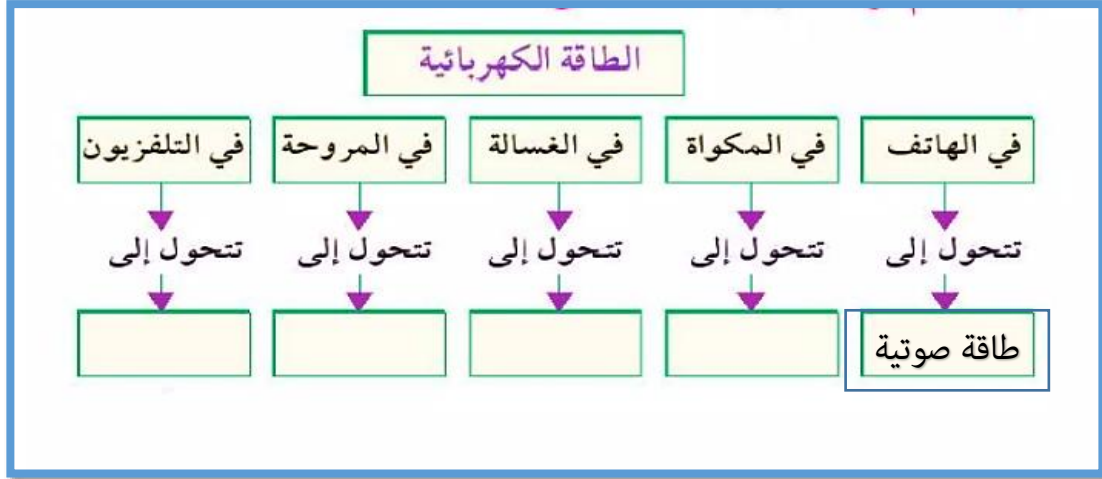 الطاقة الكهربائية
في الهاتف في المكواة في الغسالة في المروحة في التلفزيون
تتحول إلى تتحول إلى تتحول إلى تتحول إلى تتحول إلى
طاقة صوتية